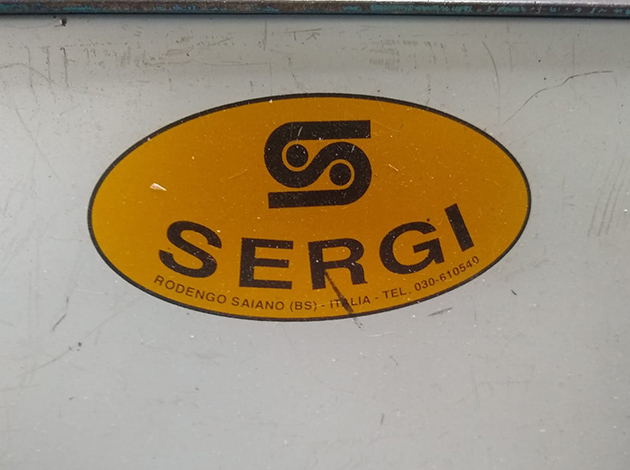 SERGI
RODENGO SAIANO (BS) - ITALIA - TEL. 030-610540